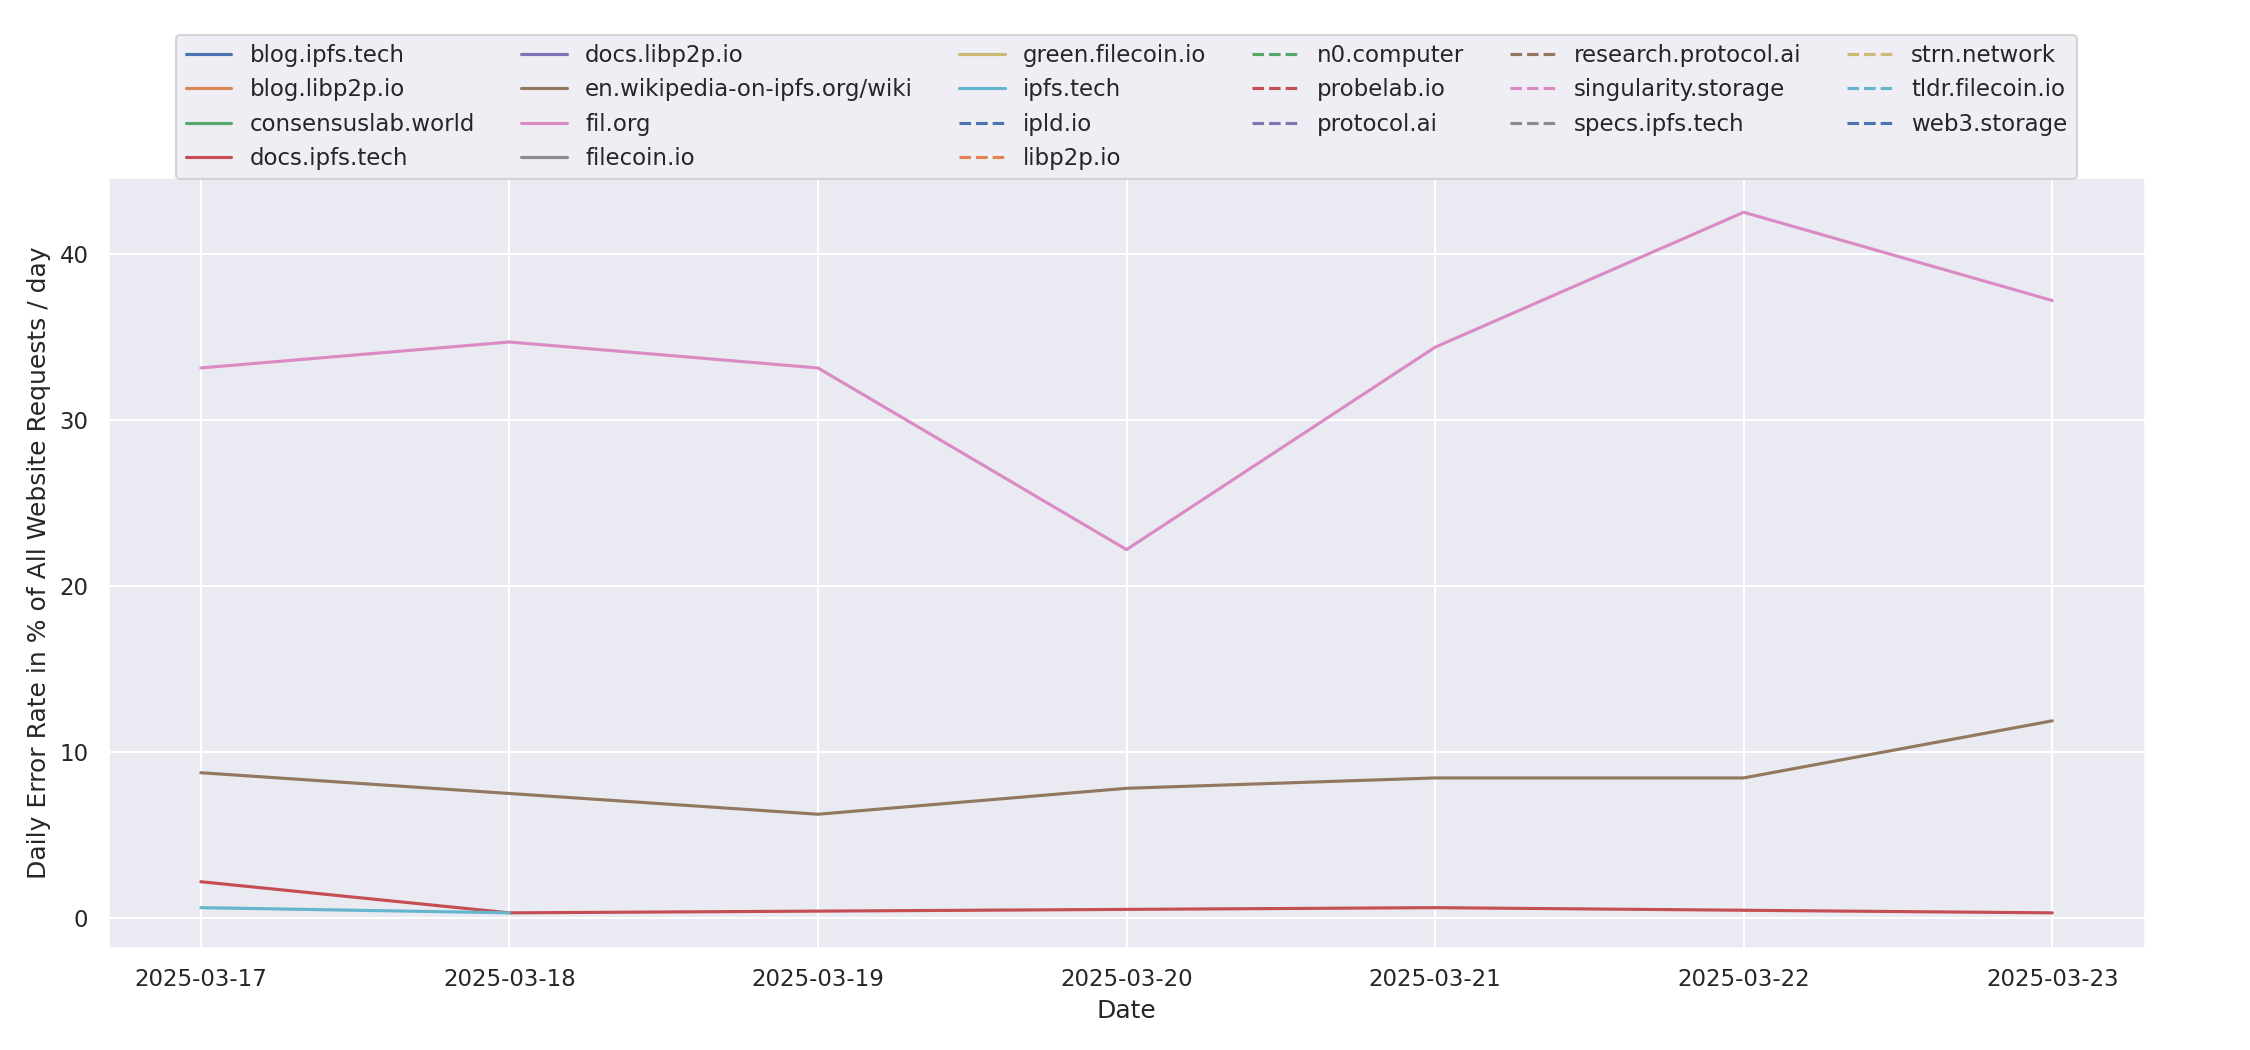 blog.ipfs.tech
blog.libp2p.io
consensuslab.world
docs.ipfs.tech
docs.libp2p.io
en.wikipedia-on-ipfs.org/wiki
fil.org
filecoin.io
green.filecoin.io
ipfs.tech
ipld.io
libp2p.io
n0.computer
probelab.io
protocol.ai
research.protocol.ai
singularity.storage
specs.ipfs.tech
strn.network
tldr.filecoin.io
web3.storage
Daily Error Rate in % of All Website Requests / day
40
30
20
10
0
2025-03-17
2025-03-18
2025-03-19
2025-03-20
2025-03-21
2025-03-22
2025-03-23
Date